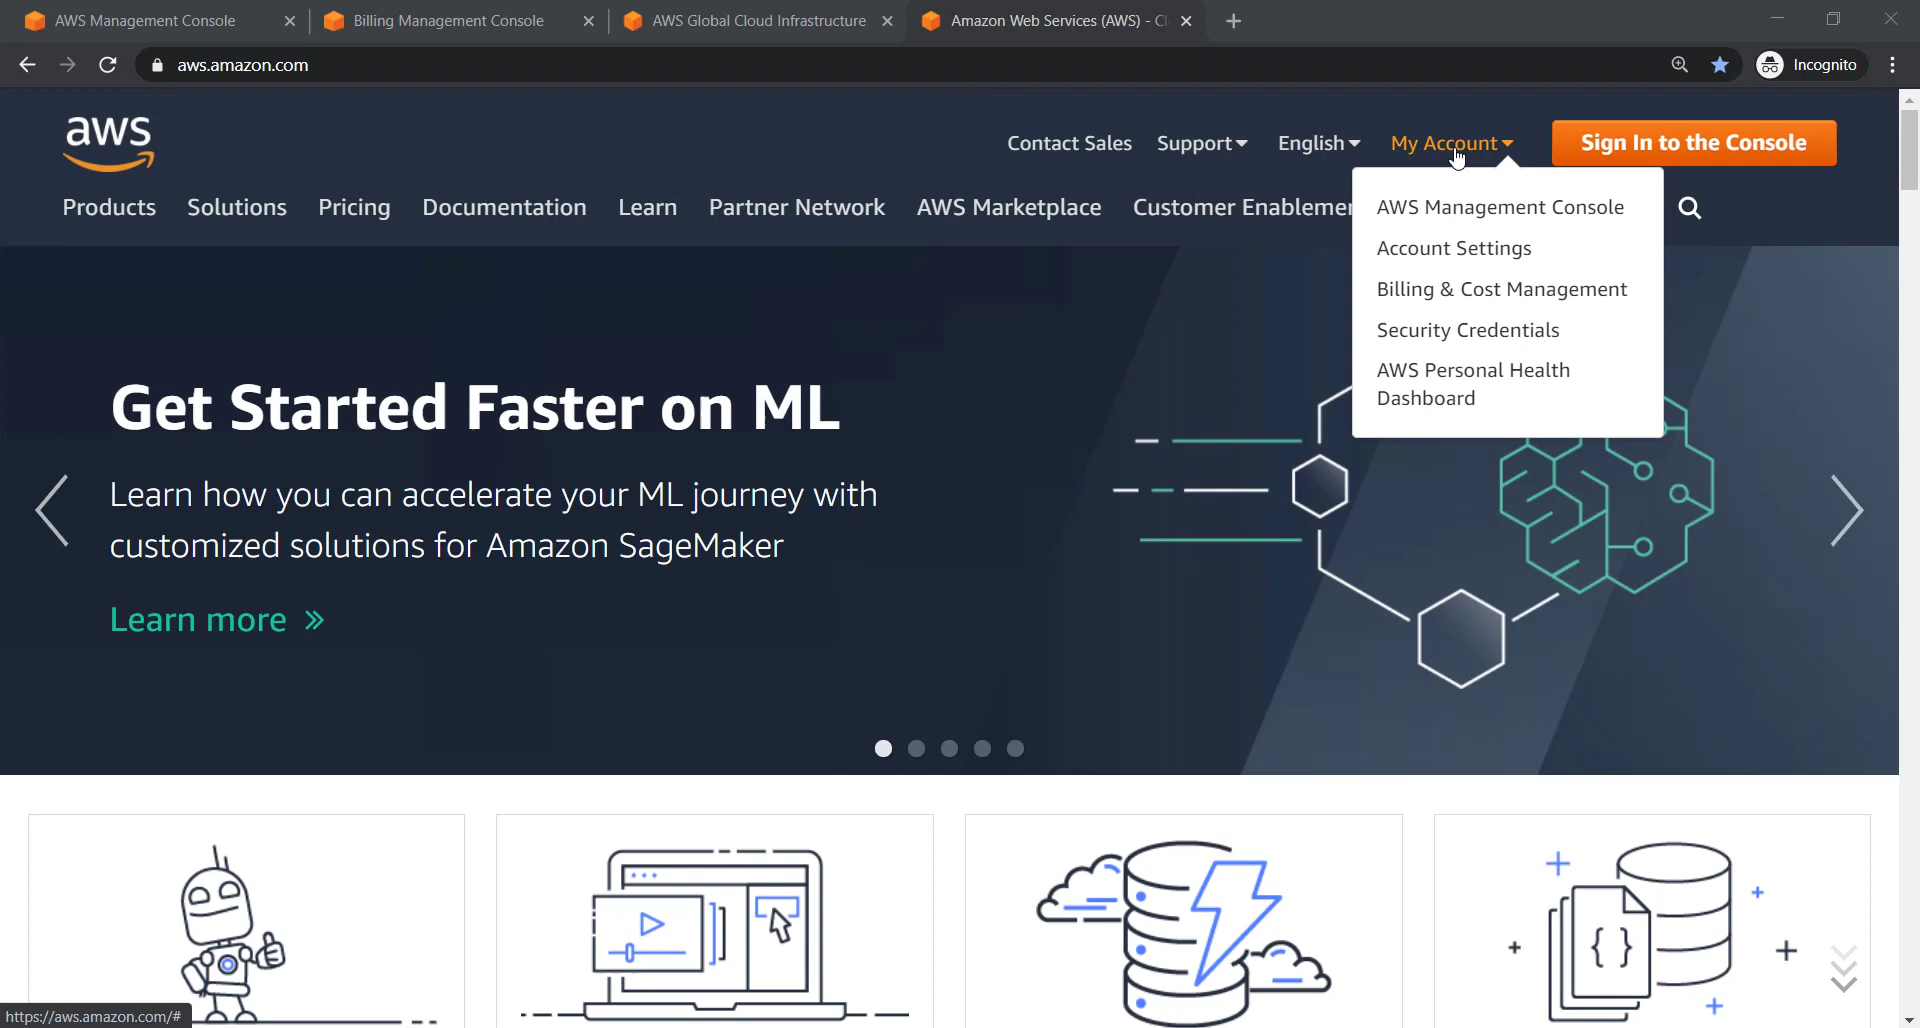 AWS Management Console
Billing Management Console
AWS Global Cloud Infrastructure
Amazon Web Services (AWS) - Cl
aws.amazon.com
Incognito
aws
Contact Sales
Support
English
My Account
Sign In to the Console
Products
Solutions
Pricing
Documentation
Learn
Partner Network
AWS Marketplace
Customer Enablemen
AWS Management Console
Account Settings
Billing & Cost Management
Security Credentials
AWS Personal Health
Dashboard
Get Started Faster on ML
Learn how you can accelerate your ML journey with
customized solutions for Amazon SageMaker
Learn more »
{ }
https://aws.amazon.com/#